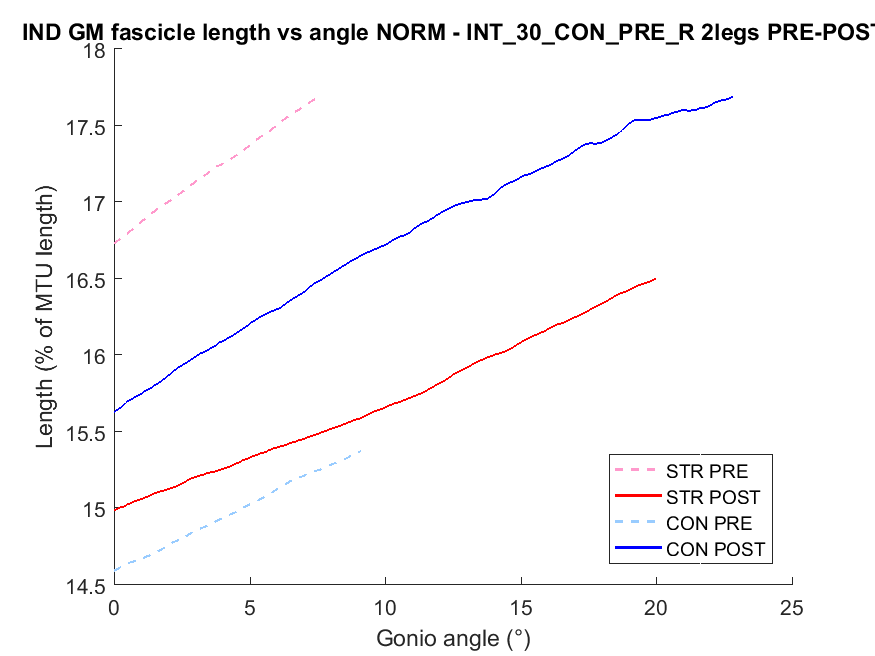 IND GM fascicle length vs angle NORM - INT_30_CON_PRE_R 2legs PRE-POST
18
17.5
17
16.5
16
15.5
15
14.5
Length (% of MTU length)
STR PRE
STR POST
CON PRE
CON POST
0 5 10 15 20 25
Gonio angle (°)